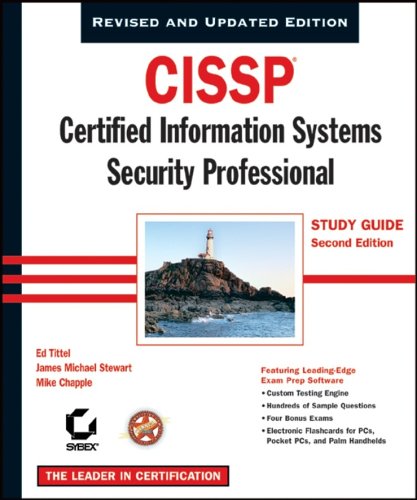 REVISED AND UPDATED EDITION
CISSP®
Certified Information Systems
Security Professional
STUDY GUIDE
Second Edition
Ed Tittel
James Michael Stewart
Mike Chapple
Featuring Leading-Edge
Exam Prep Software
• Custom Testing Engine
• Hundreds of Sample Questions
• Four Bonus Exams
• Electronic Flashcards for PCs,
Pocket PCs, and Palm Handhelds
SYBEX®
THE LEADER IN CERTIFICATION